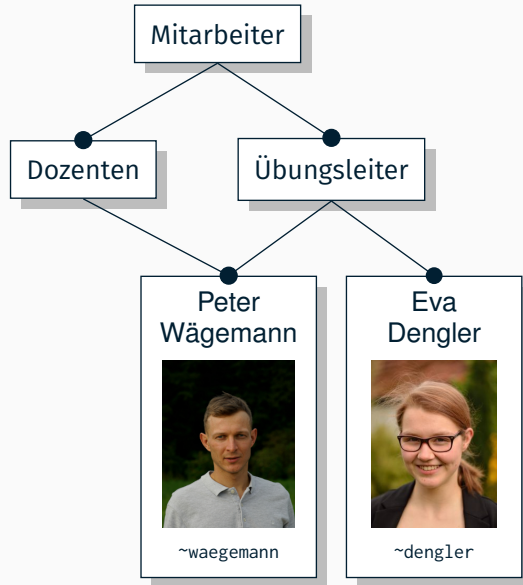 Mitarbeiter
Dozenten
Übungsleiter
Peter
Wägemann
Eva
Dengler
~waegemann
~dengler